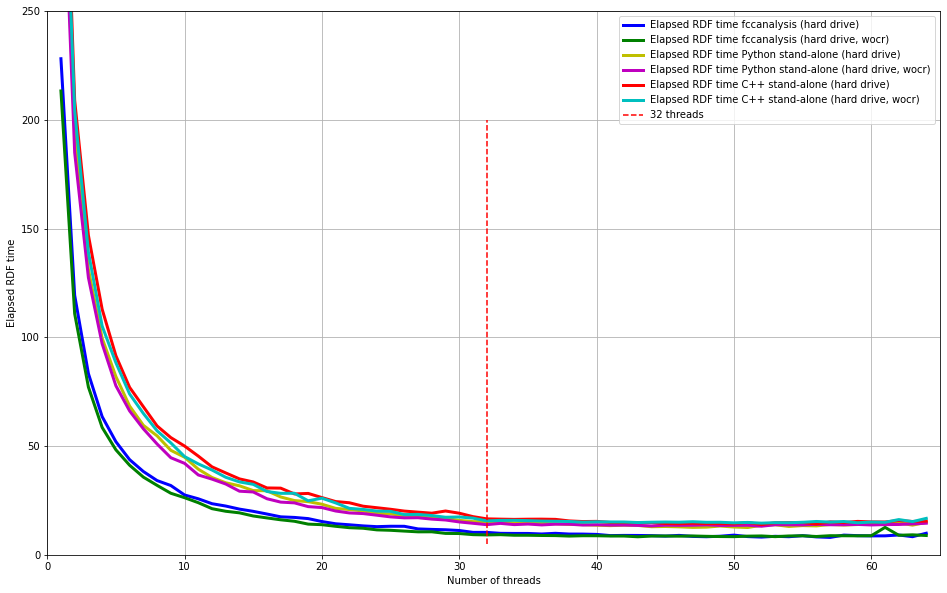 250
200
150
100
50
0
Elapsed RDF time
Elapsed RDF time fccanalysis (hard drive)
Elapsed RDF time fccanalysis (hard drive, wocr)
Elapsed RDF time Python stand-alone (hard drive)
Elapsed RDF time Python stand-alone (hard drive, wocr)
Elapsed RDF time C++ stand-alone (hard drive)
Elapsed RDF time C++ stand-alone (hard drive, wocr)
32 threads
0 10 20 30 40 50 60
Number of threads